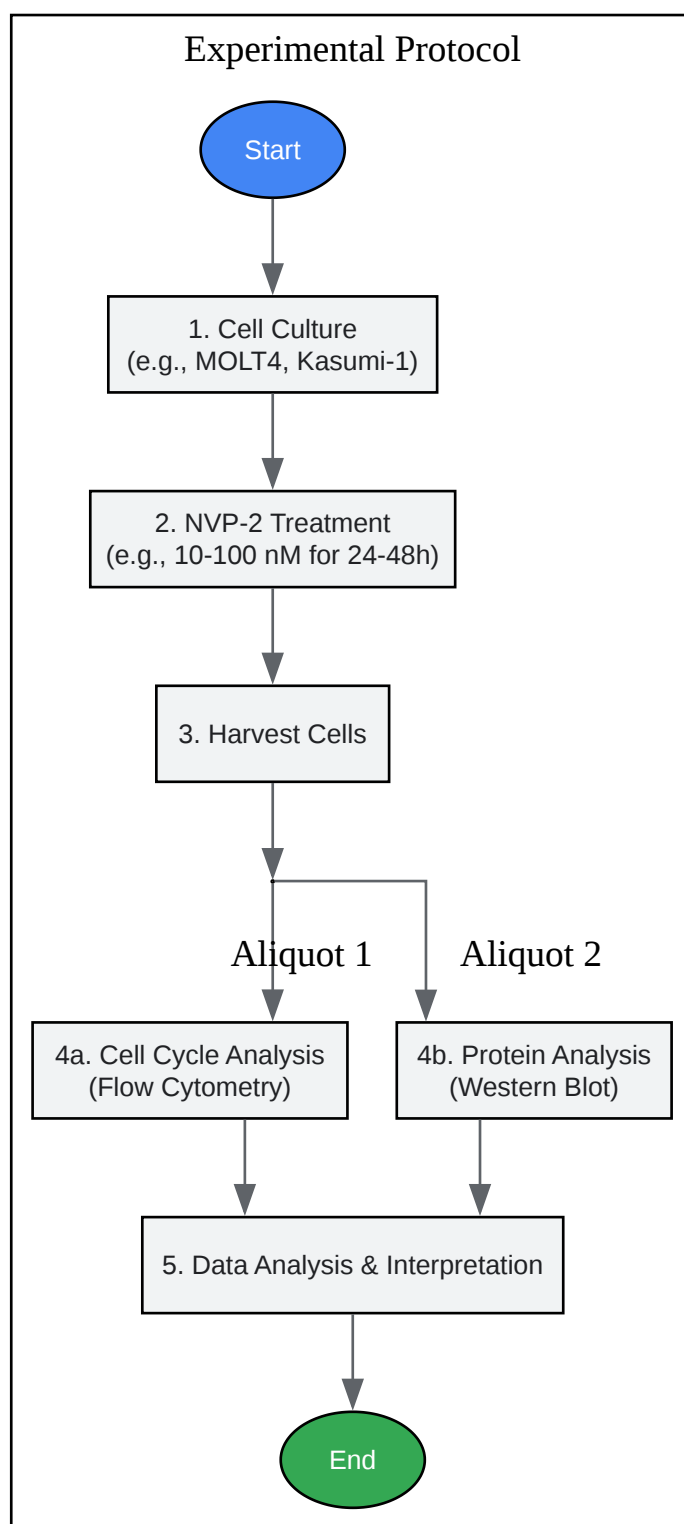 Experimental Protocol
Start
1. Cell Culture
(e.g., MOLT4, Kasumi-1)
2. NVP-2 Treatment
(e.g., 10-100 nM for 24-48h)
3. Harvest Cells
Aliquot 1
Aliquot 2
4a. Cell Cycle Analysis
(Flow Cytometry)
4b. Protein Analysis
(Western Blot)
5. Data Analysis & Interpretation
End